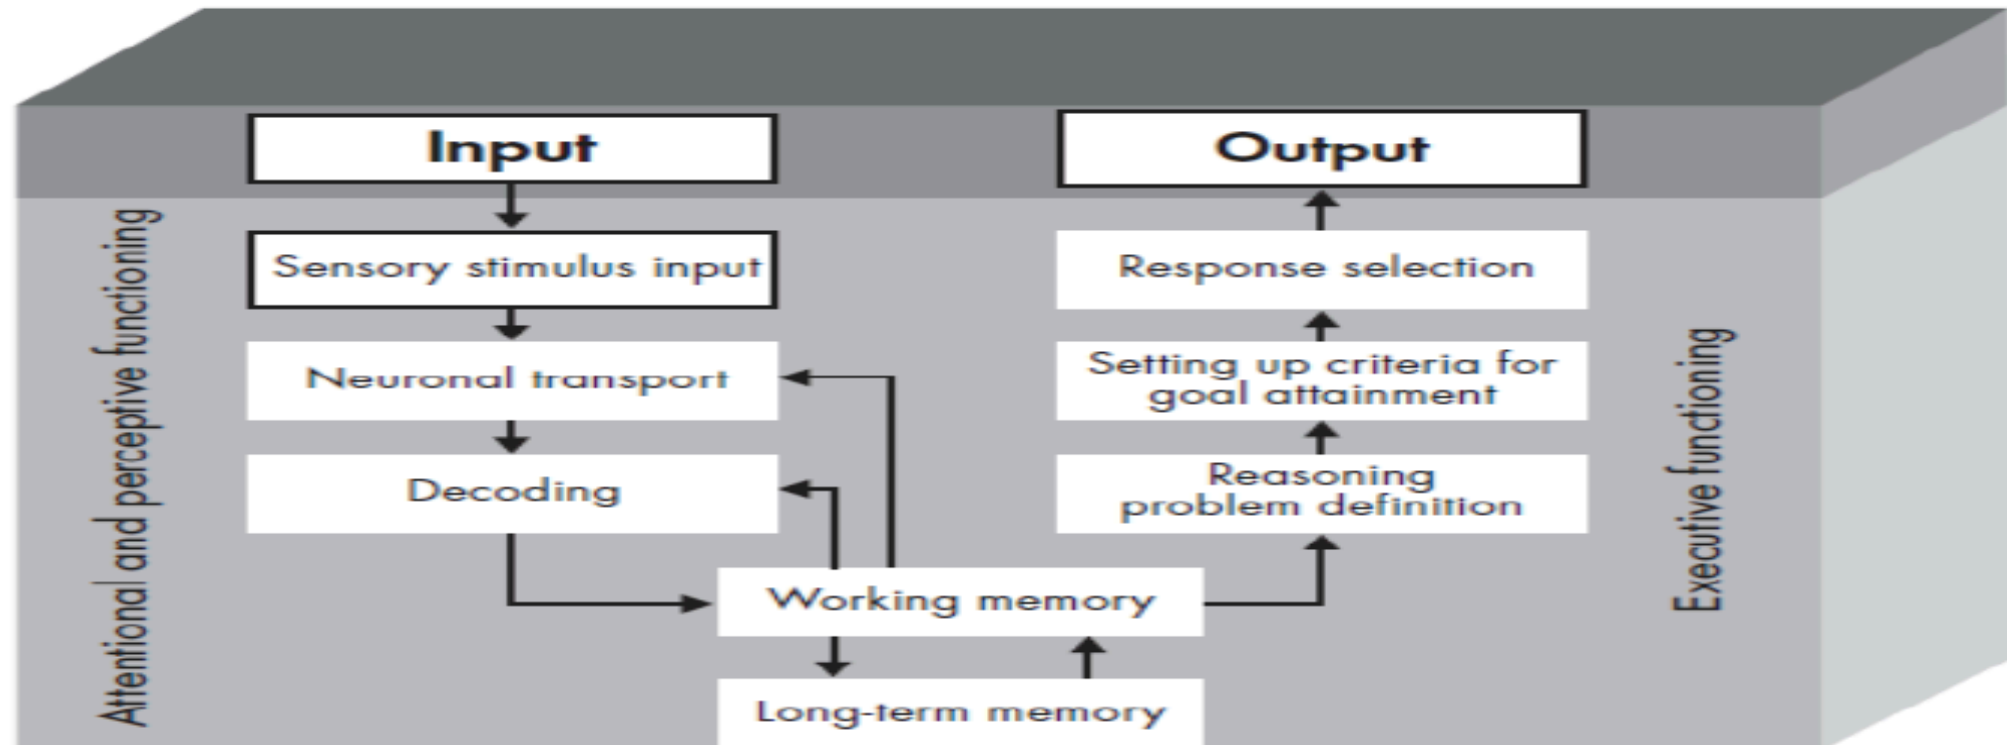 Input
Output
Attentional and perceptive functioning
Sensory stimulus input
Response selection
Neuronal transport
Setting up criteria for
goal attainment
Decoding
Reasoning
problem definition
Executive functioning
Working memory
Long-term memory